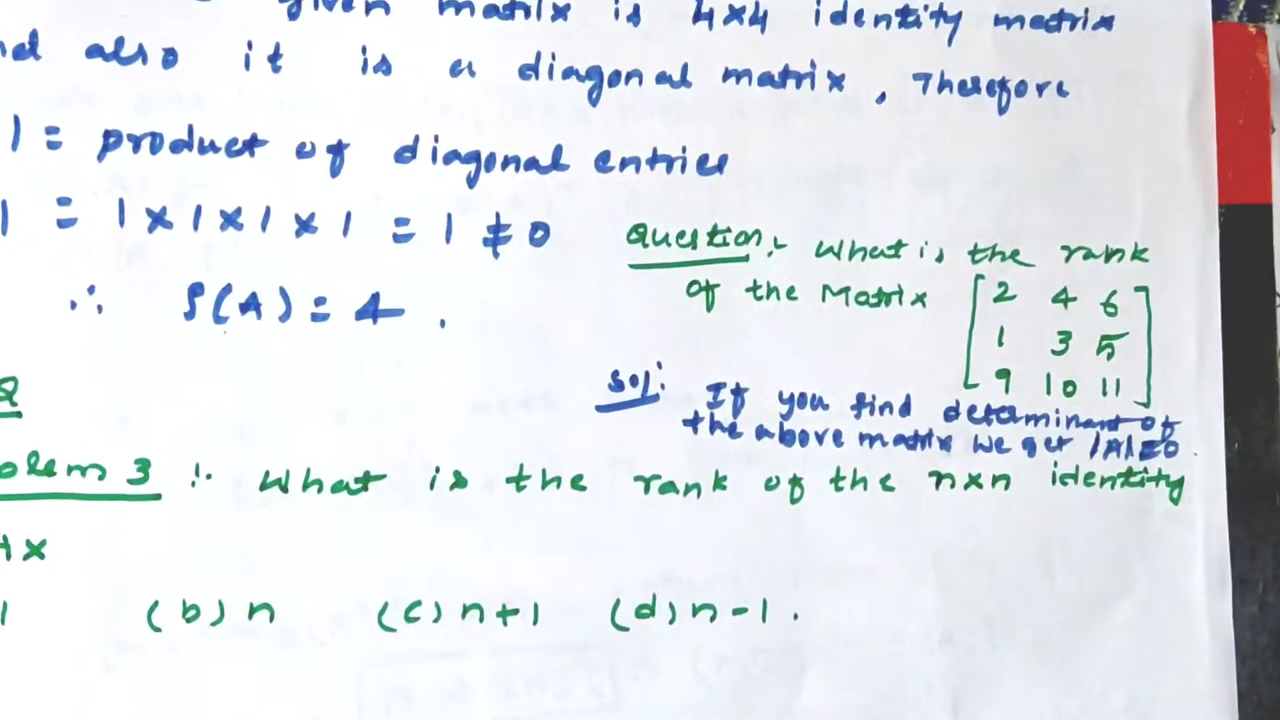 given matrix is 4x4 identity matrix
also it is a diagonal matrix, Therefore
| = product of diagonal entries
| = 1 x 1 x 1 x 1 = 1 ≠ 0
∴ ρ(A) = 4.
Question:- What is the rank
of the Matrix [2 4 6
1 3 5
9 10 11]
Sol: If you find determinant of
the above matrix we get |A|=0.
olem 3 :- What is the rank of the nxn identity
ix
(b) n (c) n+1 (d) n-1.